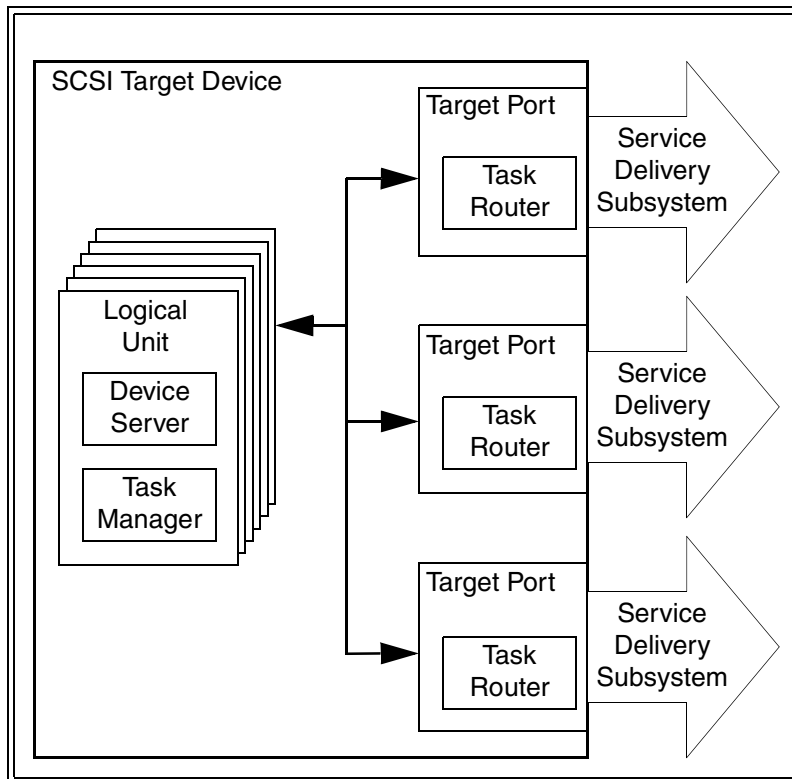 SCSI Target Device
Target Port
Task
Router
Service
Delivery
Subsystem
Logical
Unit
Device
Server
Task
Manager
Target Port
Task
Router
Service
Delivery
Subsystem
Target Port
Task
Router
Service
Delivery
Subsystem